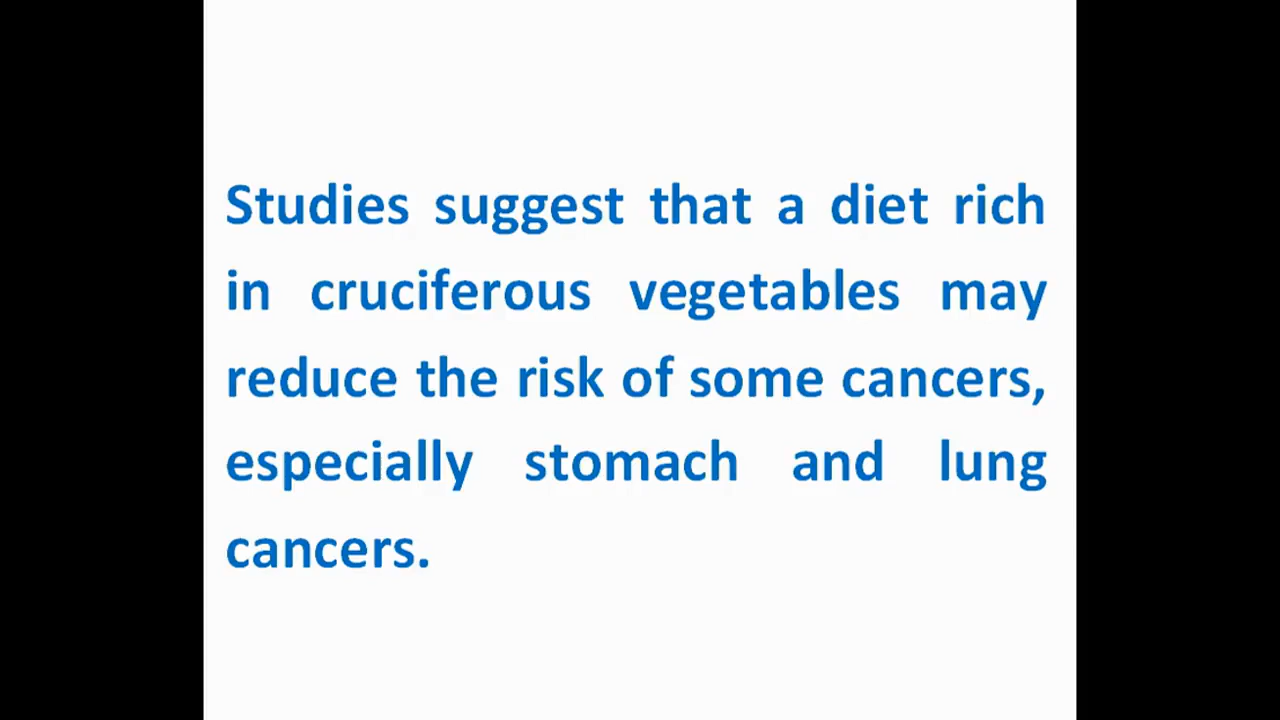 Studies suggest that a diet rich
in cruciferous vegetables may
reduce the risk of some cancers,
especially stomach and lung
cancers.